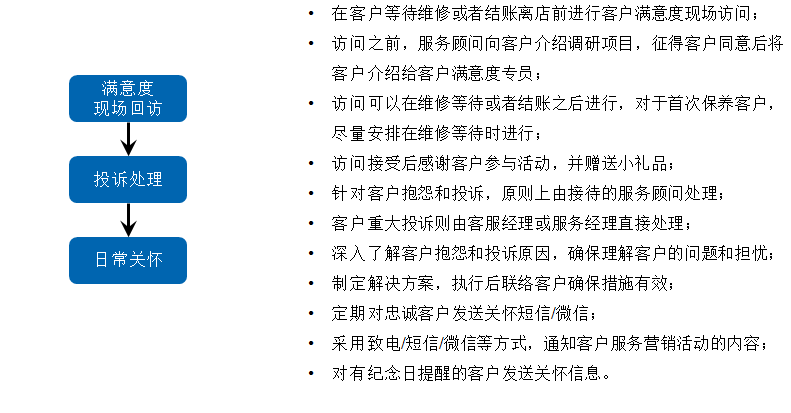 满意度
现场回访
投诉处理
日常关怀
• 在客户等待维修或者结账离店前进行客户满意度现场访问；
• 访问之前，服务顾问向客户介绍调研项目，征得客户同意后将
客户介绍给客户满意度专员；
• 访问可以在维修等待或者结账之后进行，对于首次保养客户，
尽量安排在维修等待时进行；
• 访问接受后感谢客户参与活动，并赠送小礼品；
• 针对客户抱怨和投诉，原则上由接待的服务顾问处理；
• 客户重大投诉则由客服经理或服务经理直接处理；
• 深入了解客户抱怨和投诉原因，确保理解客户的问题和担忧；
• 制定解决方案，执行后联络客户确保措施有效；
• 定期对忠诚客户发送关怀短信/微信；
• 采用致电/短信/微信等方式，通知客户服务营销活动的内容；
• 对有纪念日提醒的客户发送关怀信息。